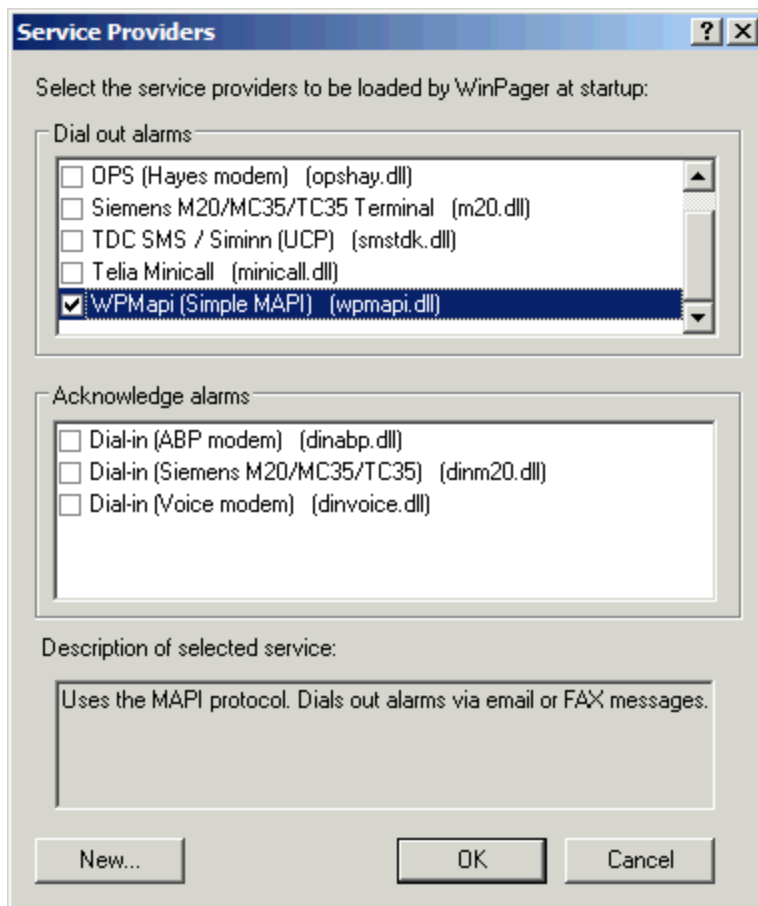 Service Providers
Select the service providers to be loaded by WinPager at startup:
Dial out alarms
OPS (Hayes modem) (opshay.dll)
Siemens M20/MC35/TC35 Terminal (m20.dll)
TDC SMS / Siminn (UCP) (smstdk.dll)
Telia Minicall (minicall.dll)
WPMapi (Simple MAPI) (wpmapi.dll)
Acknowledge alarms
Dial-in (ABP modem) (dinabp.dll)
Dial-in (Siemens M20/MC35/TC35) (dinm20.dll)
Dial-in (Voice modem) (dinvoice.dll)
Description of selected service:
Uses the MAPI protocol. Dials out alarms via email or FAX messages.
New... OK Cancel